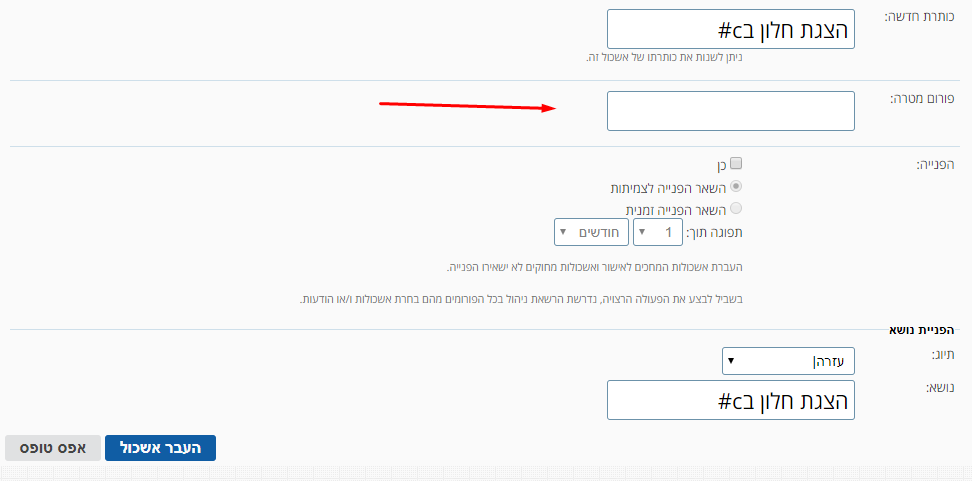 כותרת חדשה:
הצגת חלון בc#
ניתן לשנות את כותרתו של אשכול זה.
פורום מטרה:
הפנייה:
כן
השאר הפנייה לצמיתות
השאר הפנייה זמנית
תפוגה תוך: 1 חודשים
העברת אשכולות המחכים לאישור ואשכולות מחוקים לא ישאירו הפנייה.
בשביל לבצע את הפעולה הרצויה, נדרשת הרשאת ניהול בכל הפורומים מהם בחרת אשכולות ו/או הודעות.
הפניית נושא
תיוג:
עזרה|
נושא:
הצגת חלון בc#
העבר אשכול אפס טופס